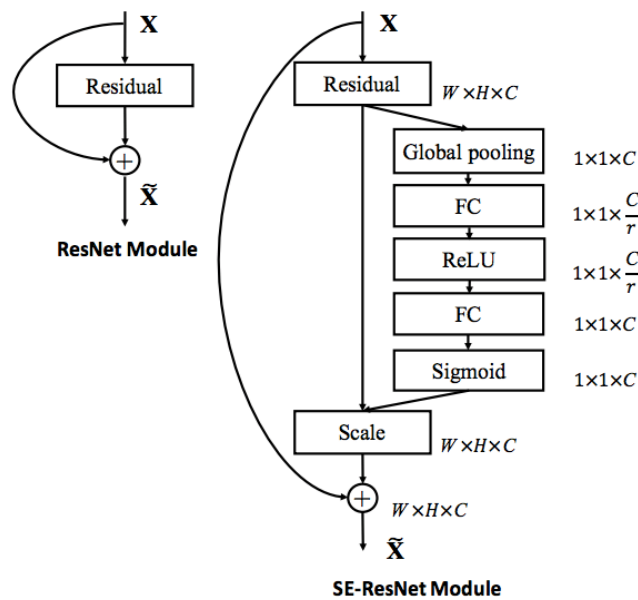 X
Residual
+
X̃
ResNet Module
X
Residual
W×H×C
Global pooling
1×1×C
FC
1×1×C/r
ReLU
1×1×C/r
FC
1×1×C
Sigmoid
1×1×C
Scale
W×H×C
+
W×H×C
X̃
SE-ResNet Module